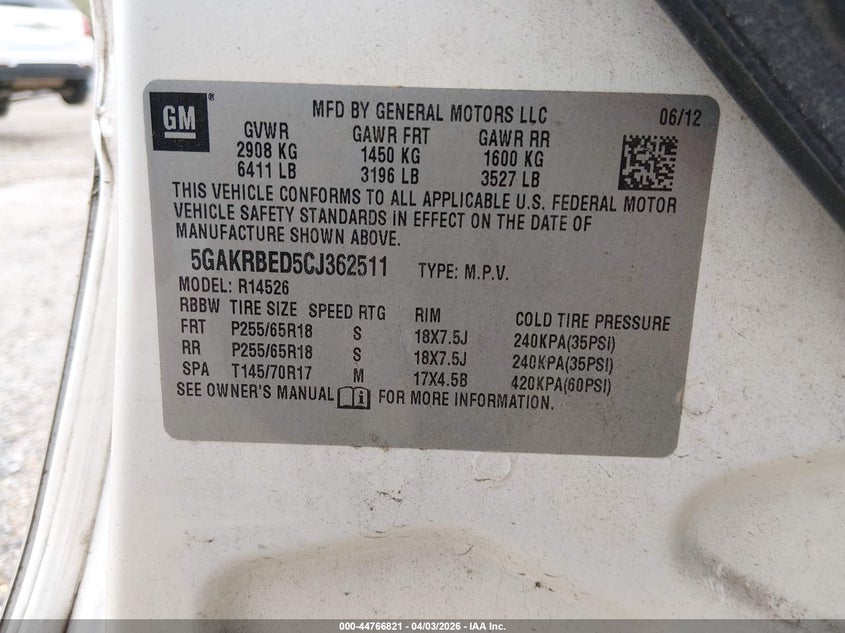 GM ®
MFD BY GENERAL MOTORS LLC 06/12
GVWR GAWR FRT GAWR RR
2908 KG 1450 KG 1600 KG
6411 LB 3196 LB 3527 LB
THIS VEHICLE CONFORMS TO ALL APPLICABLE U.S. FEDERAL MOTOR
VEHICLE SAFETY STANDARDS IN EFFECT ON THE DATE OF
MANUFACTURE SHOWN ABOVE.
5GAKRBED5CJ362511 TYPE: M.P.V.
MODEL: R14526
RBBW TIRE SIZE SPEED RTG RIM COLD TIRE PRESSURE
FRT P255/65R18 S 18X7.5J 240KPA(35PSI)
RR P255/65R18 S 18X7.5J 240KPA(35PSI)
SPA T145/70R17 M 17X4.5B 420KPA(60PSI)
SEE OWNER'S MANUAL i FOR MORE INFORMATION.
000-44766821 | 04/03/2026 | IAA Inc.